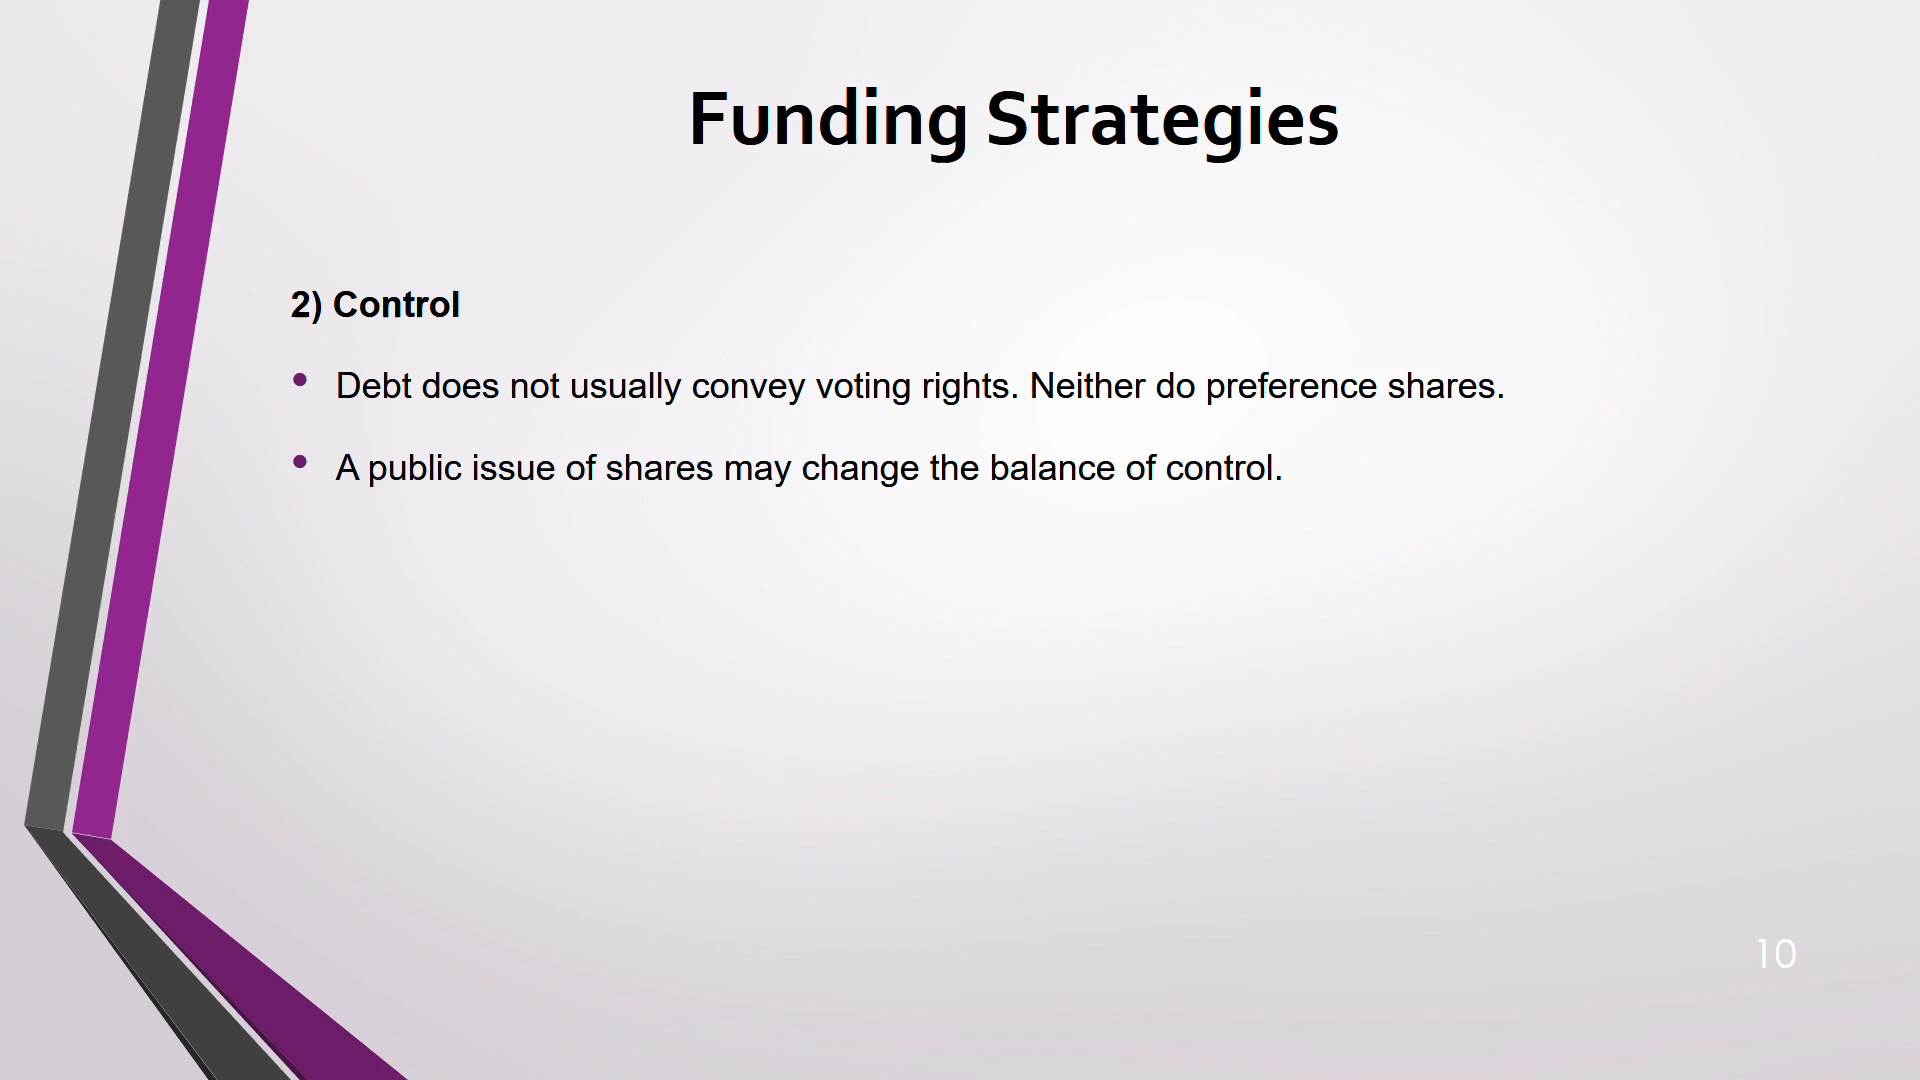 Funding Strategies
2) Control
• Debt does not usually convey voting rights. Neither do preference shares.
• A public issue of shares may change the balance of control.
10